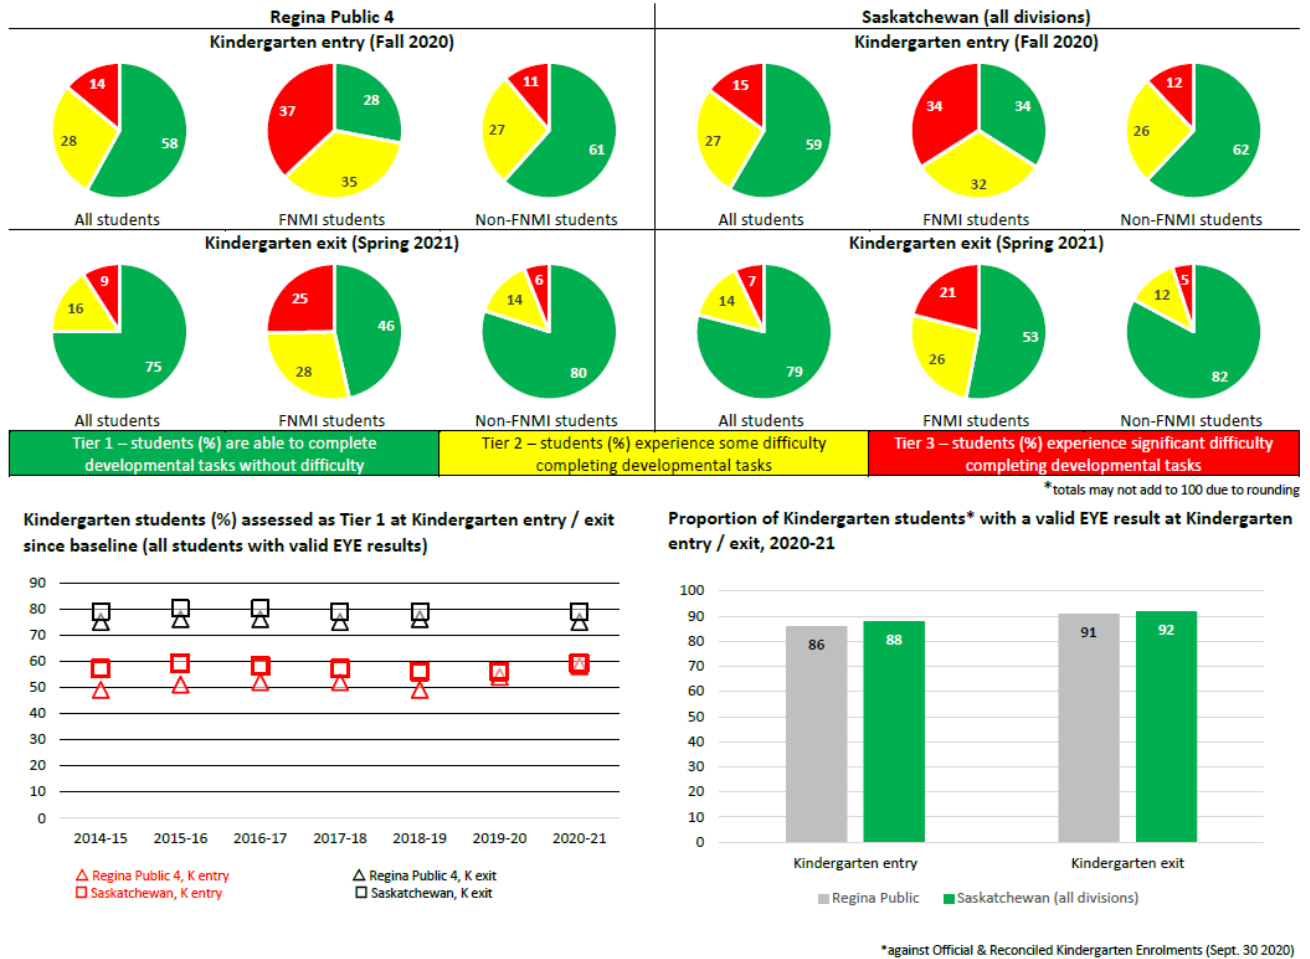 Regina Public 4
Saskatchewan (all divisions)
Kindergarten entry (Fall 2020)
Kindergarten entry (Fall 2020)
14
28
58
37
28
35
11
27
61
15
27
59
34
34
32
12
26
62
All students
FNMI students
Non-FNMI students
All students
FNMI students
Non-FNMI students
Kindergarten exit (Spring 2021)
Kindergarten exit (Spring 2021)
9
16
75
25
46
28
6
14
80
7
14
79
21
53
26
5
12
82
All students
FNMI students
Non-FNMI students
All students
FNMI students
Non-FNMI students
Tier 1 – students (%) are able to complete
developmental tasks without difficulty
Tier 2 – students (%) experience some difficulty
completing developmental tasks
Tier 3 – students (%) experience significant difficulty
completing developmental tasks
*totals may not add to 100 due to rounding
Kindergarten students (%) assessed as Tier 1 at Kindergarten entry / exit
since baseline (all students with valid EYE results)
90
80
70
60
50
40
30
20
10
0
2014-15 2015-16 2016-17 2017-18 2018-19 2019-20 2020-21
Regina Public 4, K entry
Regina Public 4, K exit
Saskatchewan, K entry
Saskatchewan, K exit
Proportion of Kindergarten students* with a valid EYE result at Kindergarten
entry / exit, 2020-21
100
90
80
70
60
50
40
30
20
10
0
86
88
91
92
Kindergarten entry
Kindergarten exit
Regina Public
Saskatchewan (all divisions)
*against Official & Reconciled Kindergarten Enrolments (Sept. 30 2020)